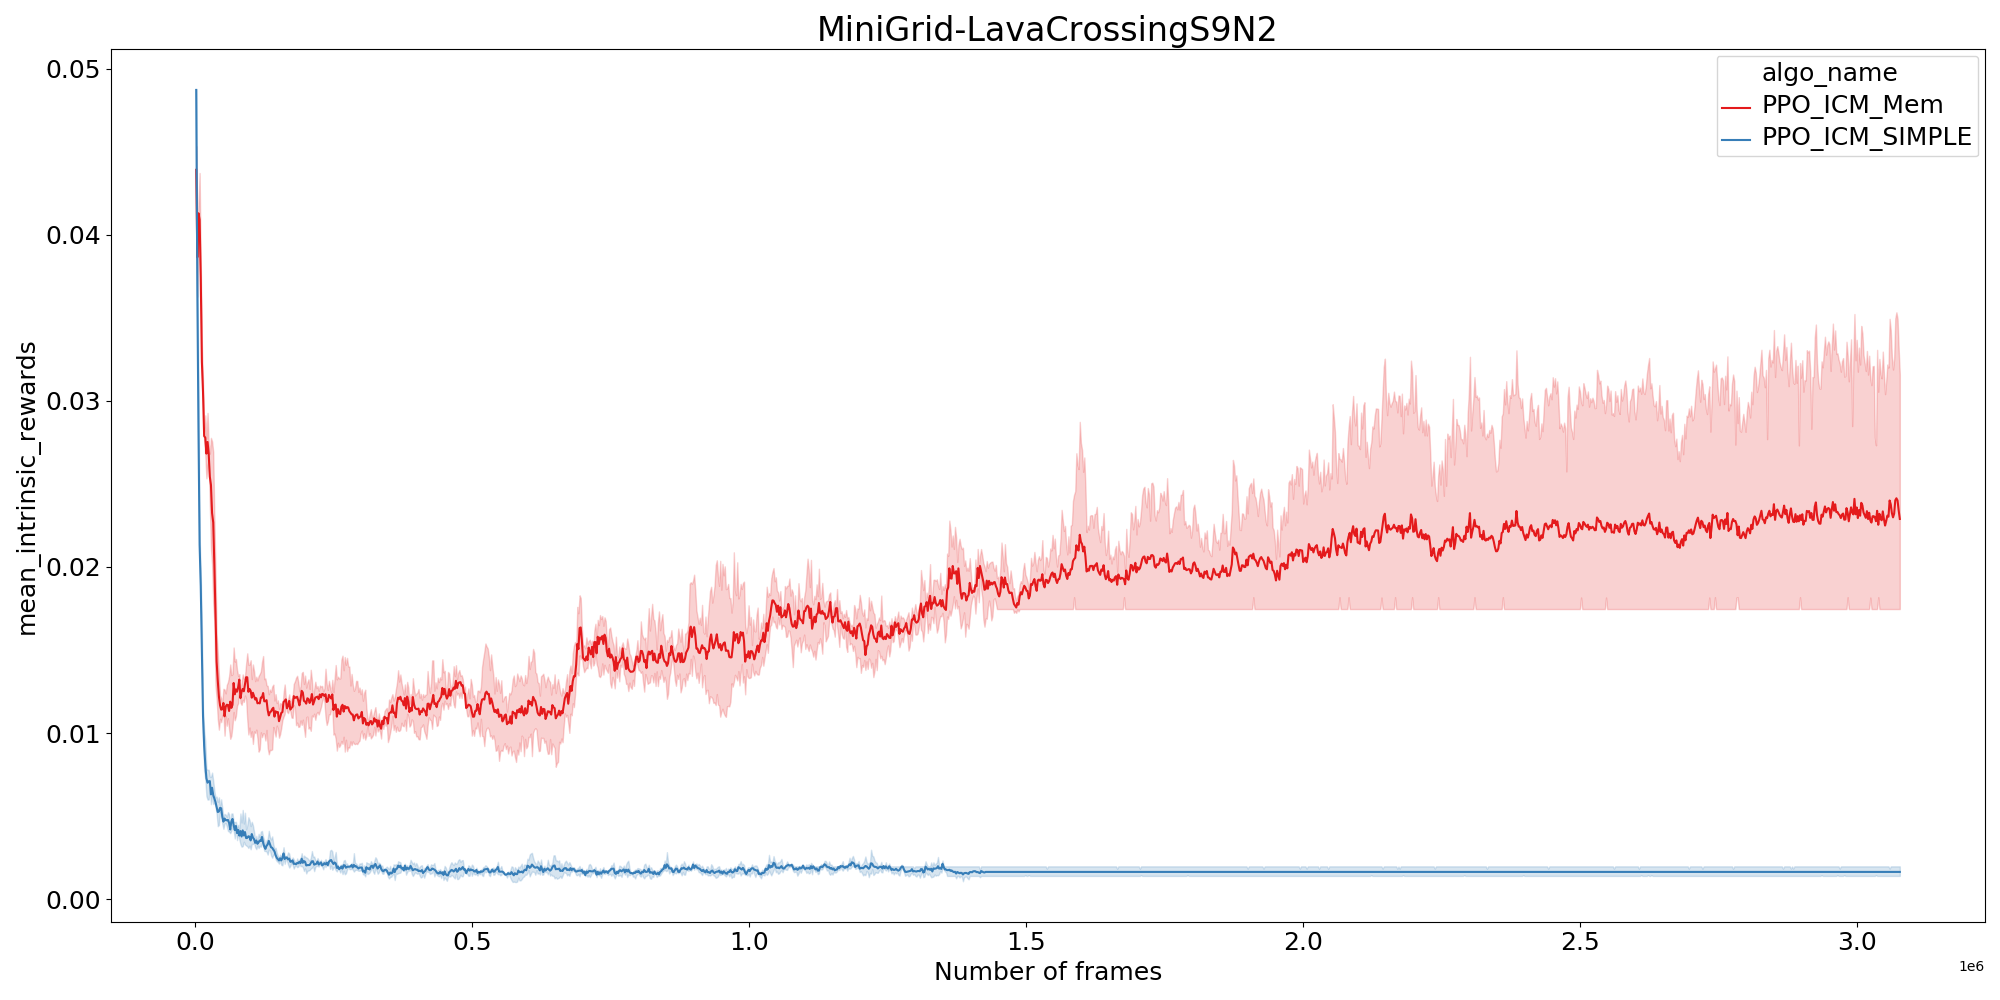 MiniGrid-LavaCrossingS9N2
algo_name
PPO_ICM_Mem
PPO_ICM_SIMPLE
mean_intrinsic_rewards
0.05
0.04
0.03
0.02
0.01
0.00
0.0 0.5 1.0 1.5 2.0 2.5 3.0
1e6
Number of frames